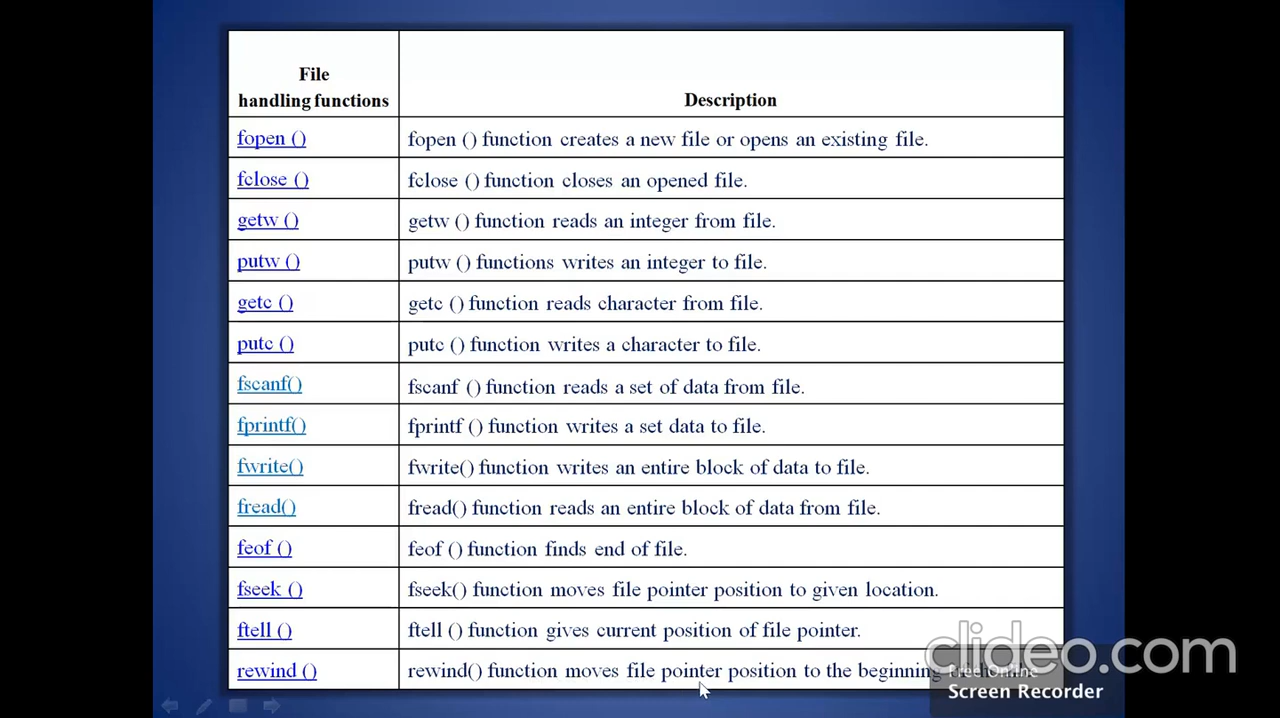 File
handling functions
Description
fopen ()
fopen () function creates a new file or opens an existing file.
fclose ()
fclose () function closes an opened file.
getw ()
getw () function reads an integer from file.
putw ()
putw () functions writes an integer to file.
getc ()
getc () function reads character from file.
putc ()
putc () function writes a character to file.
fscanf()
fscanf () function reads a set of data from file.
fprintf()
fprintf () function writes a set data to file.
fwrite()
fwrite() function writes an entire block of data to file.
fread()
fread() function reads an entire block of data from file.
feof ()
feof () function finds end of file.
fseek ()
fseek() function moves file pointer position to given location.
ftell ()
ftell () function gives current position of file pointer.
rewind ()
rewind() function moves file pointer position to the beginning
clideo.com
Free Online
Screen Recorder